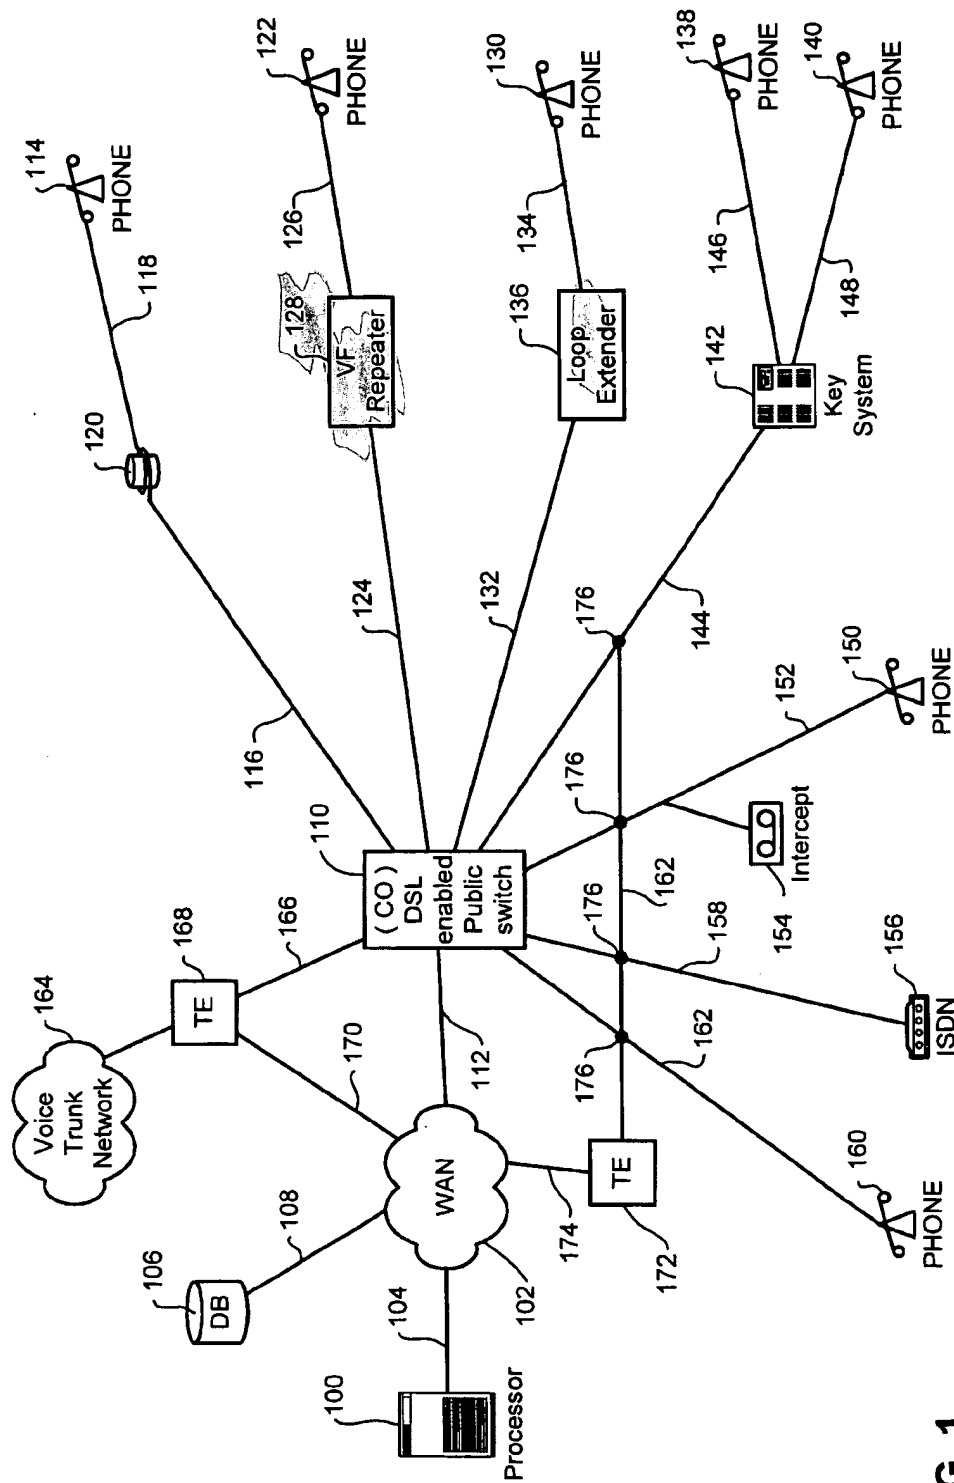 114
PHONE
118
120
116
122
PHONE
126
128
VF
Repeater
124
130
PHONE
134
136
Loop
Extender
132
138
PHONE
140
PHONE
146
148
142
Key
System
144
176
150
PHONE
152
176
Intercept
154
162
176
158
156
ISDN
176
162
160
PHONE
110
(CO)
DSL
enabled
Public
switch
166
168
TE
164
Voice
Trunk
Network
170
112
WAN
102
174
TE
172
106
DB
108
104
100
Processor
G. 1